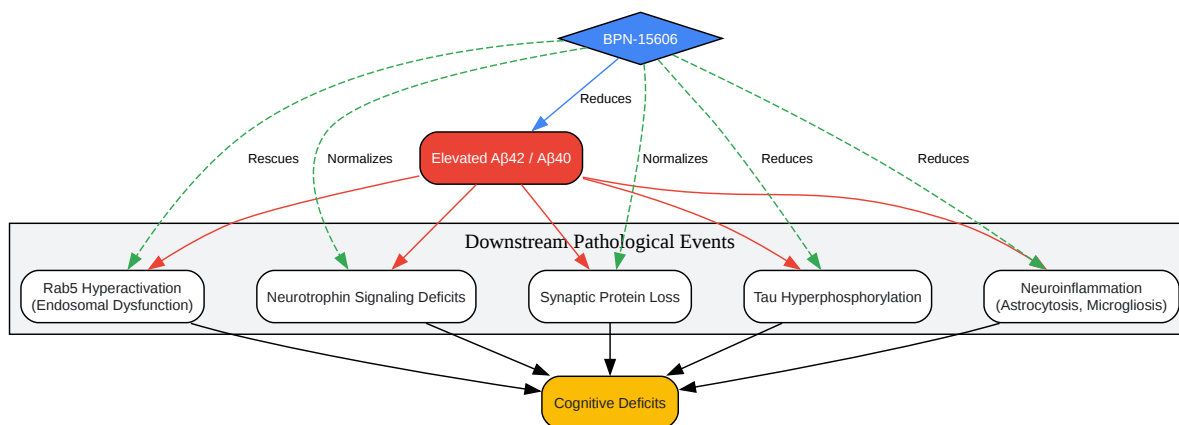 BPN-15606
Reduces
Elevated Aβ42 / Aβ40
Rescues
Normalizes
Normalizes
Reduces
Reduces
Downstream Pathological Events
Rab5 Hyperactivation
(Endosomal Dysfunction)
Neurotrophin Signaling Deficits
Synaptic Protein Loss
Tau Hyperphosphorylation
Neuroinflammation
(Astrocytosis, Microgliosis)
Cognitive Deficits